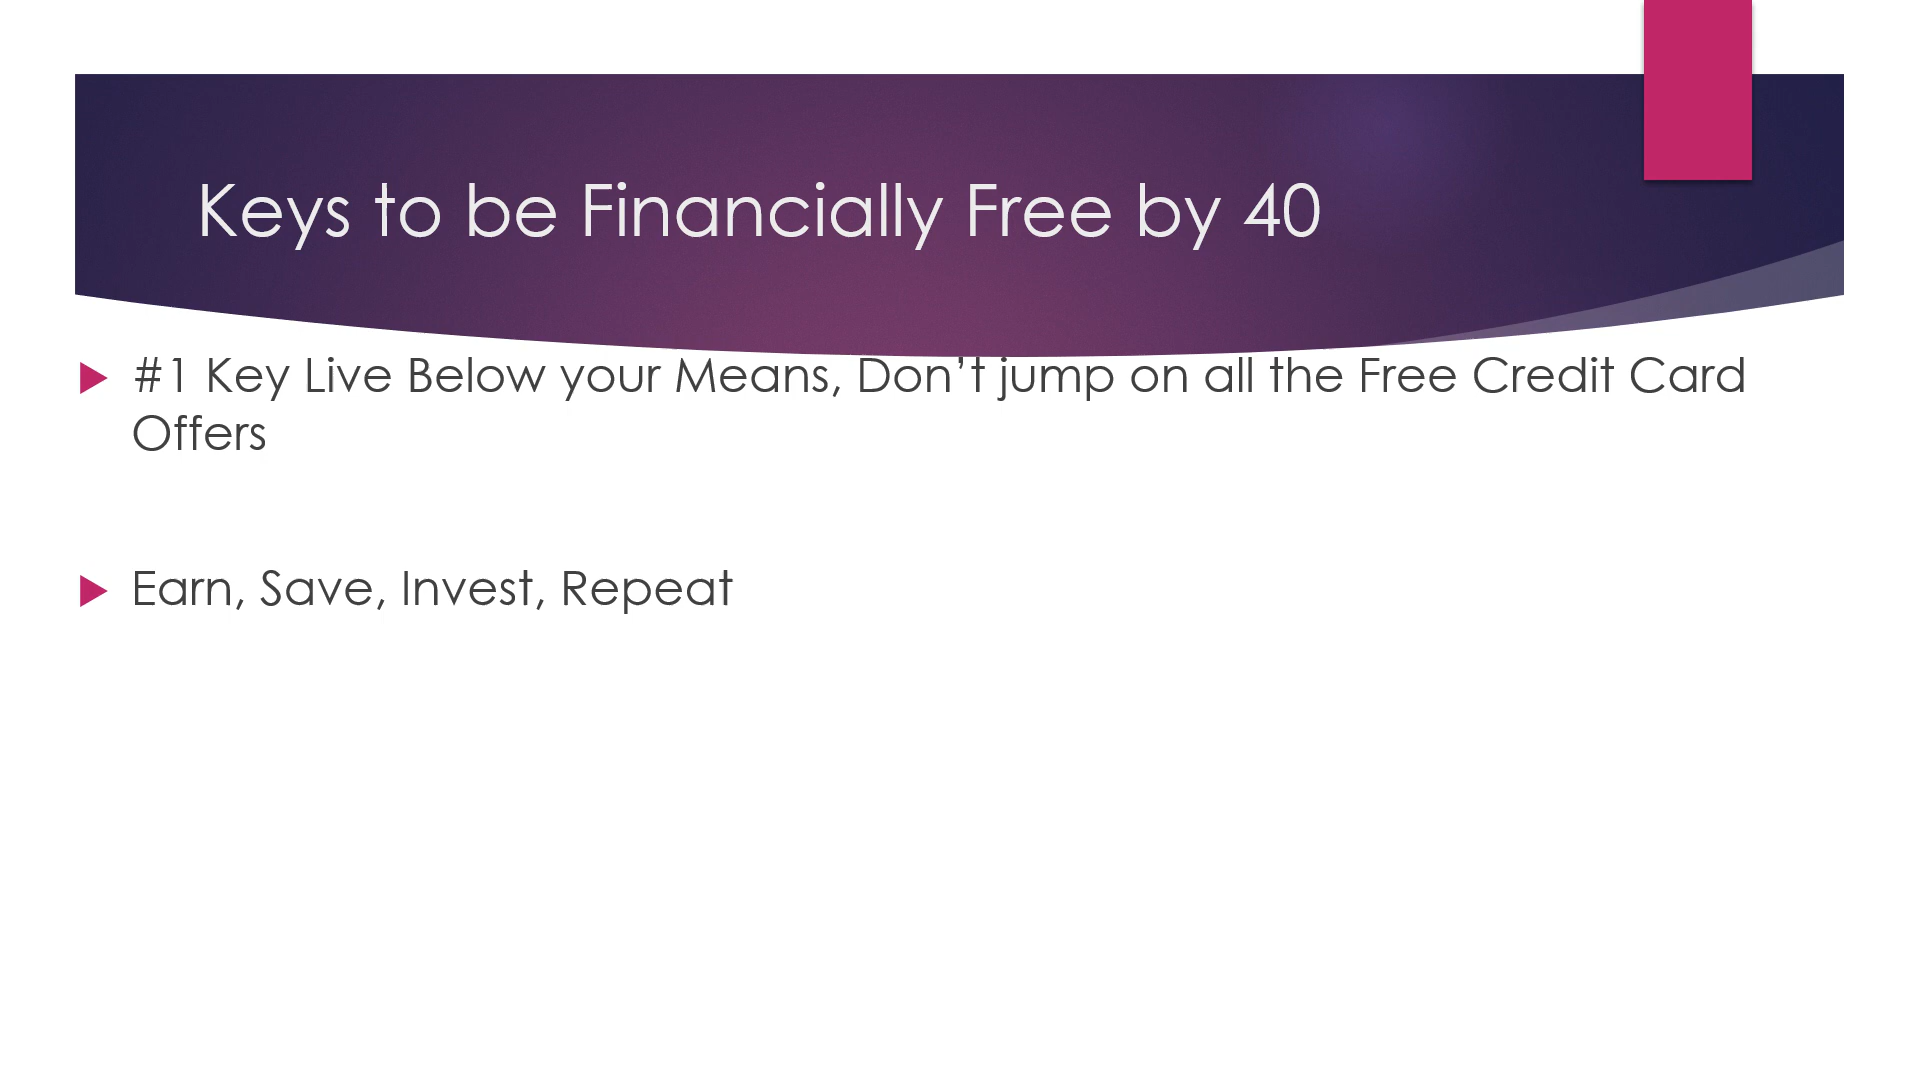 Keys to be Financially Free by 40
#1 Key Live Below your Means, Don’t jump on all the Free Credit Card
Offers
Earn, Save, Invest, Repeat